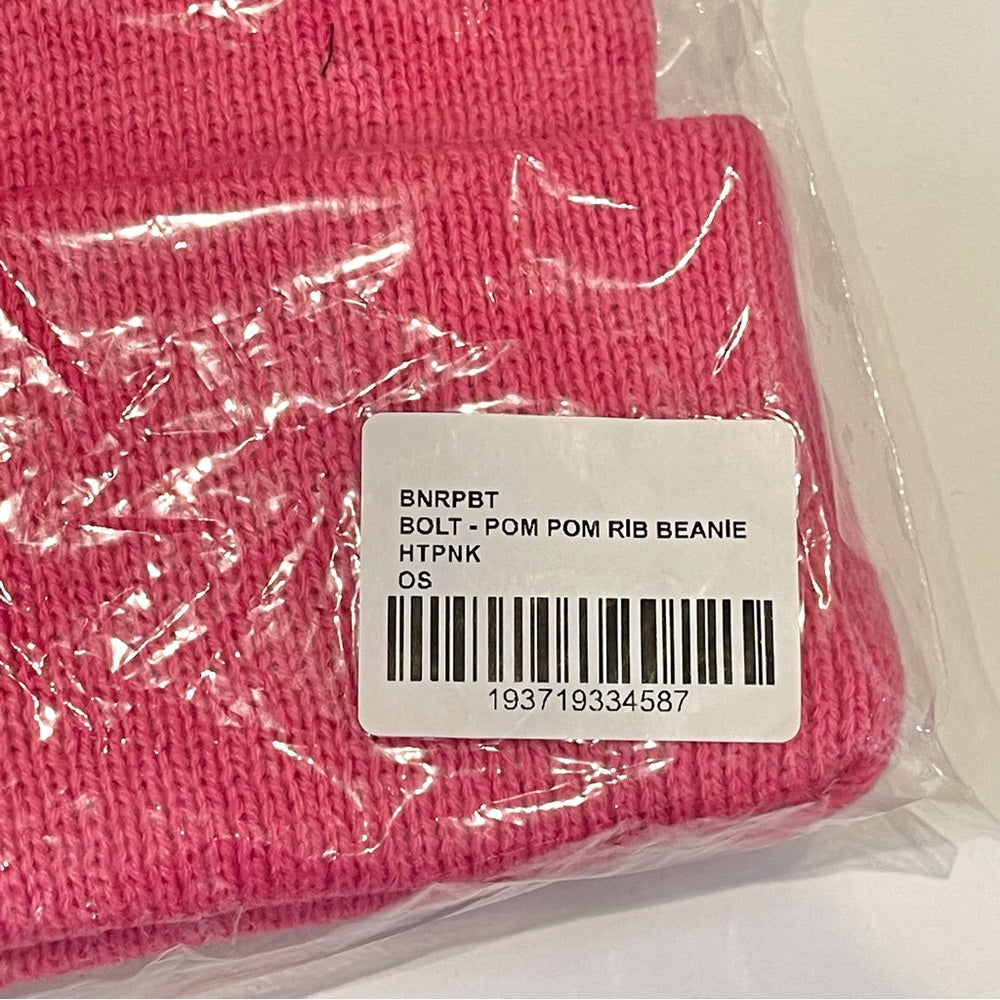 BNRPBT
BOLT - POM POM RIB BEANIE
HTPNK
OS
193719334587